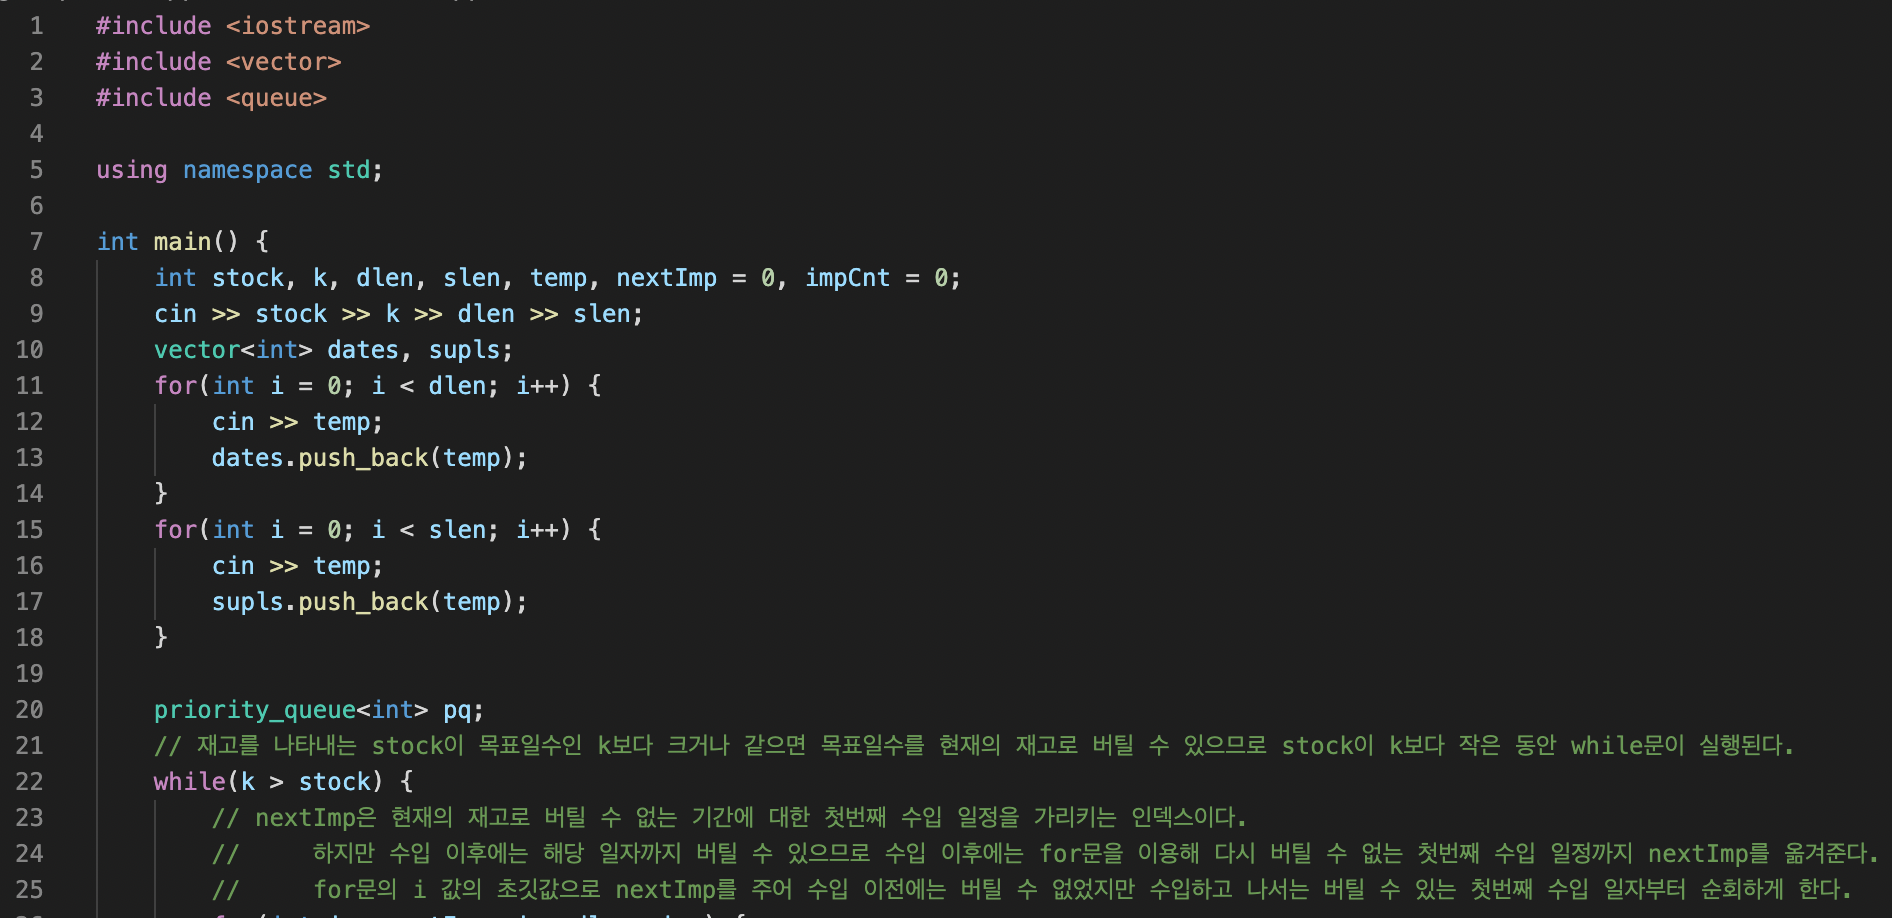 1 #include <iostream>
2 #include <vector>
3 #include <queue>
4
5 using namespace std;
6
7 int main() {
8 int stock, k, dlen, slen, temp, nextImp = 0, impCnt = 0;
9 cin >> stock >> k >> dlen >> slen;
10 vector<int> dates, supls;
11 for(int i = 0; i < dlen; i++) {
12 cin >> temp;
13 dates.push_back(temp);
14 }
15 for(int i = 0; i < slen; i++) {
16 cin >> temp;
17 supls.push_back(temp);
18 }
19
20 priority_queue<int> pq;
21 // 재고를 나타내는 stock이 목표일수인 k보다 크거나 같으면 목표일수를 현재의 재고로 버틸 수 있으므로 stock이 k보다 작은 동안 while문이 실행된다.
22 while(k > stock) {
23 // nextImp은 현재의 재고로 버틸 수 없는 기간에 대한 첫번째 수입 일정을 가리키는 인덱스이다.
24 // 하지만 수입 이후에는 해당 일자까지 버틸 수 있으므로 수입 이후에는 for문을 이용해 다시 버틸 수 없는 첫번째 수입 일정까지 nextImp를 옮겨준다.
25 // for문의 i 값의 초깃값으로 nextImp를 주어 수입 이전에는 버틸 수 없었지만 수입하고 나서는 버틸 수 있는 첫번째 수입 일자부터 순회하게 한다.